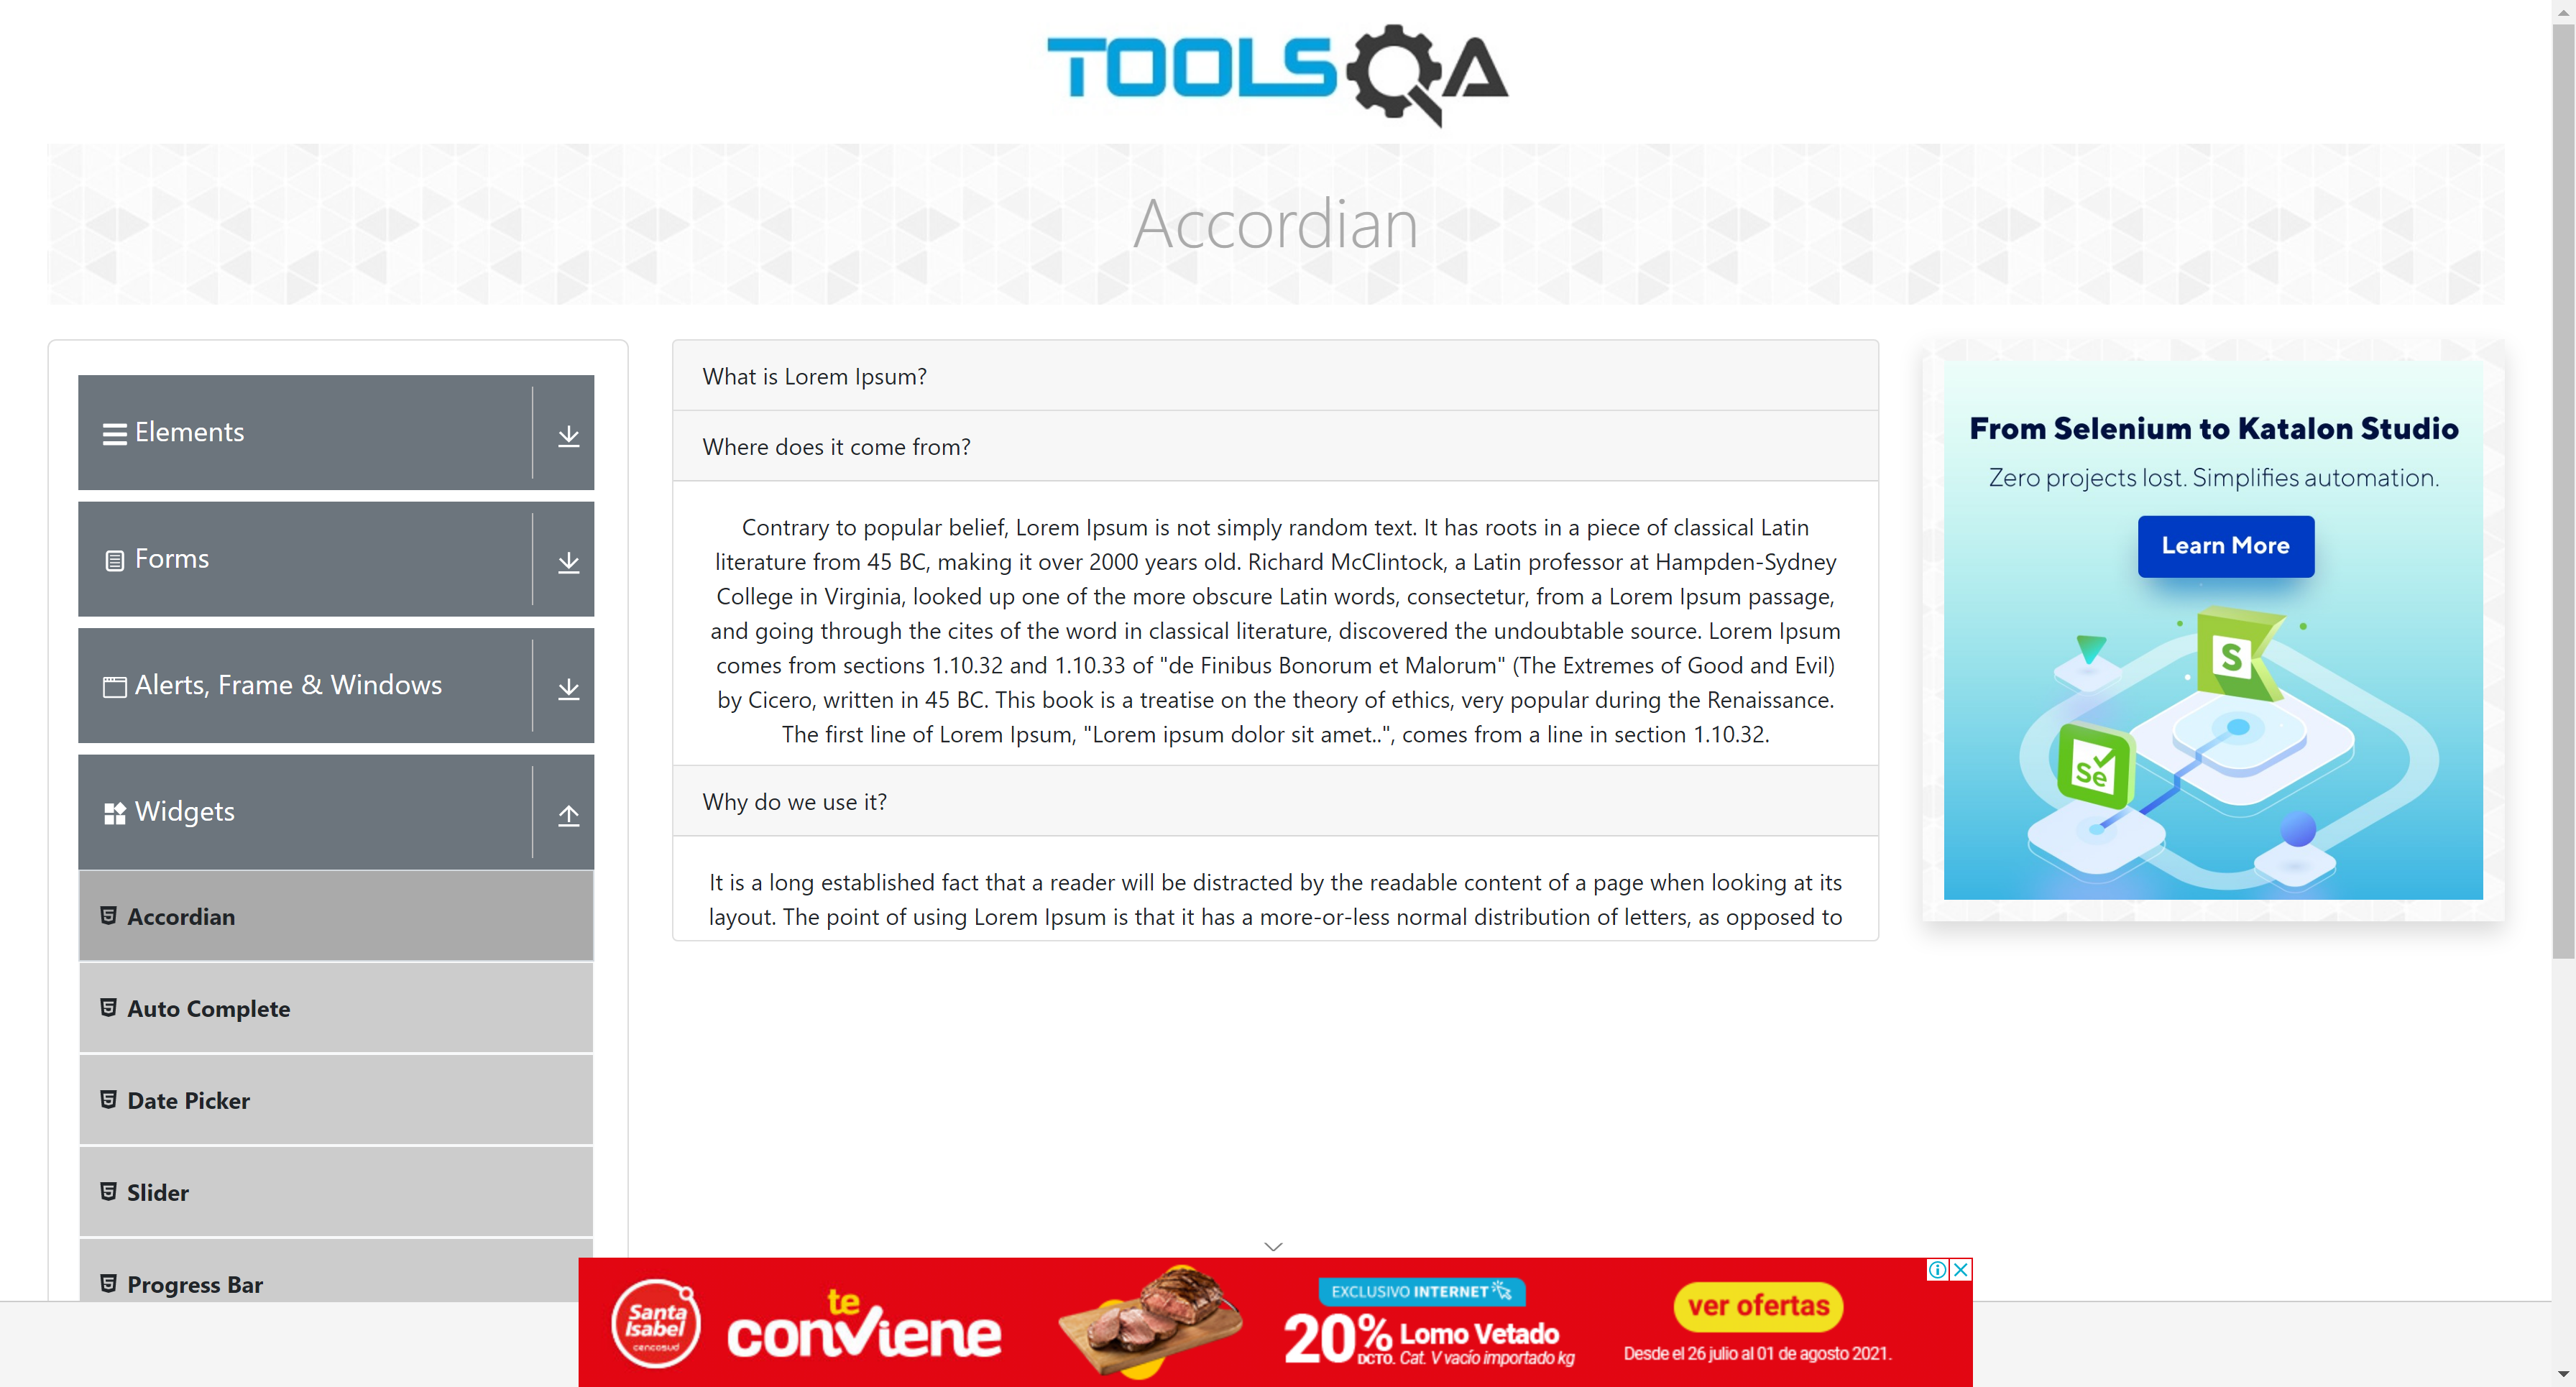 TOOLSQA
Accordian
Elements
Forms
Alerts, Frame & Windows
Widgets
Accordian
Auto Complete
Date Picker
Slider
Progress Bar
What is Lorem Ipsum?
Where does it come from?
Contrary to popular belief, Lorem Ipsum is not simply random text. It has roots in a piece of classical Latin
literature from 45 BC, making it over 2000 years old. Richard McClintock, a Latin professor at Hampden-Sydney
College in Virginia, looked up one of the more obscure Latin words, consectetur, from a Lorem Ipsum passage,
and going through the cites of the word in classical literature, discovered the undoubtable source. Lorem Ipsum
comes from sections 1.10.32 and 1.10.33 of "de Finibus Bonorum et Malorum" (The Extremes of Good and Evil)
by Cicero, written in 45 BC. This book is a treatise on the theory of ethics, very popular during the Renaissance.
The first line of Lorem Ipsum, "Lorem ipsum dolor sit amet..", comes from a line in section 1.10.32.
Why do we use it?
It is a long established fact that a reader will be distracted by the readable content of a page when looking at its
layout. The point of using Lorem Ipsum is that it has a more-or-less normal distribution of letters, as opposed to
From Selenium to Katalon Studio
Zero projects lost. Simplifies automation.
Learn More
S
Se
Santa
Isabel
cencosud
te
conviene
EXCLUSIVO INTERNET
20% DCTO. Lomo Vetado
Cat. V vacío importado kg
ver ofertas
Desde el 26 julio al 01 de agosto 2021.